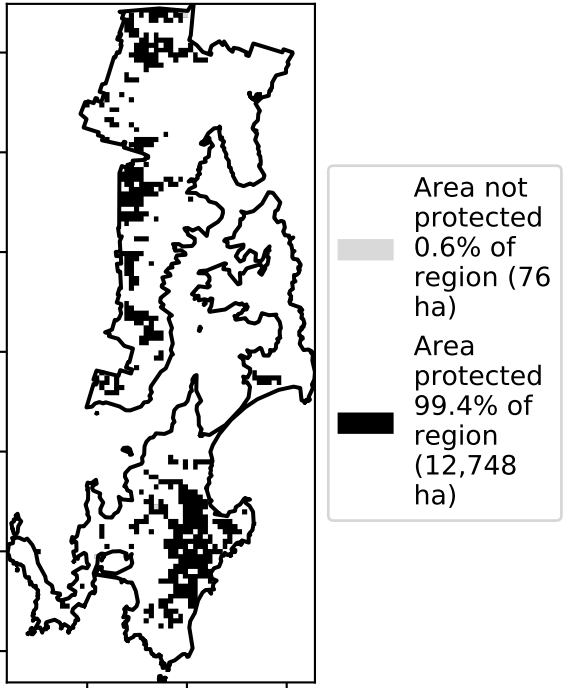 Area not
protected
0.6% of
region (76
ha)
Area
protected
99.4% of
region
(12,748
ha)